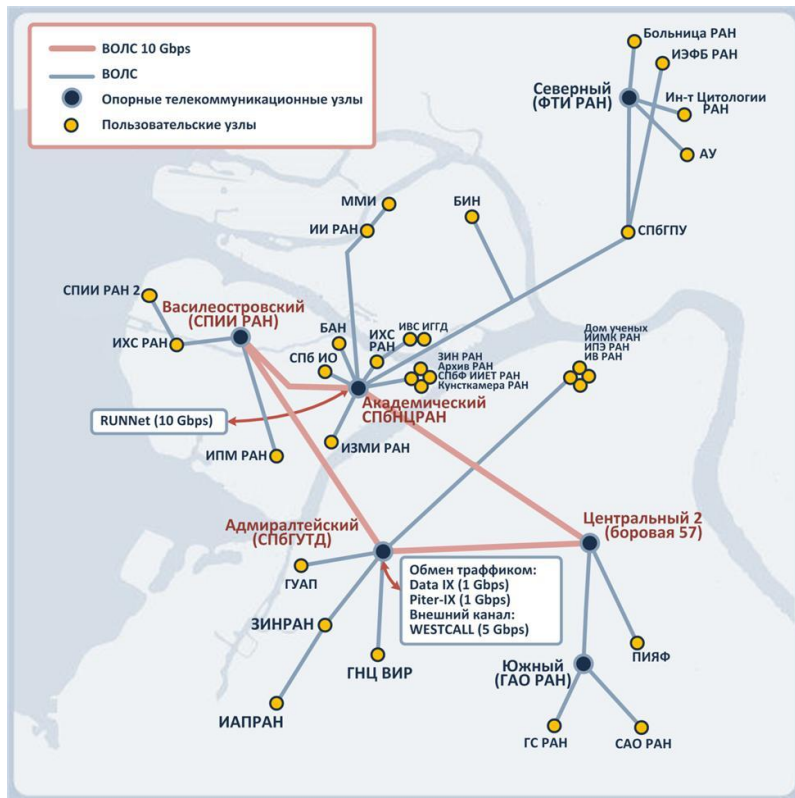 ВОЛС 10 Gbps
ВОЛС
Опорные телекоммуникационные узлы
Пользовательские узлы
Больница РАН
ИЭФБ РАН
Северный
(ФТИ РАН)
Ин-т Цитологии
РАН
АУ
ММИ
ИИ РАН
БИН
СПбГПУ
СПИИ РАН 2
Василеостровский
(СПИИ РАН)
ИХС РАН
БАН
СПб ИО
ИХС
РАН
ИВС ИГГД
ЗИН РАН
Архив РАН
СПбФ ИИЕТ РАН
Кунсткамера РАН
Дом ученых
ИИМК РАН
ИПЭ РАН
ИВ РАН
Академический
СПбНЦРАН
RUNNet (10 Gbps)
ИПМ РАН
ИЗМИ РАН
Адмиралтейский
(СПбГУТД)
Центральный 2
(боровая 57)
ГУАП
Обмен траффиком:
Data IX (1 Gbps)
Piter-IX (1 Gbps)
Внешний канал:
WESTCALL (5 Gbps)
ЗИНРАН
ГНЦ ВИР
ИАПРАН
Южный
(ГАО РАН)
ПИЯФ
ГС РАН
САО РАН